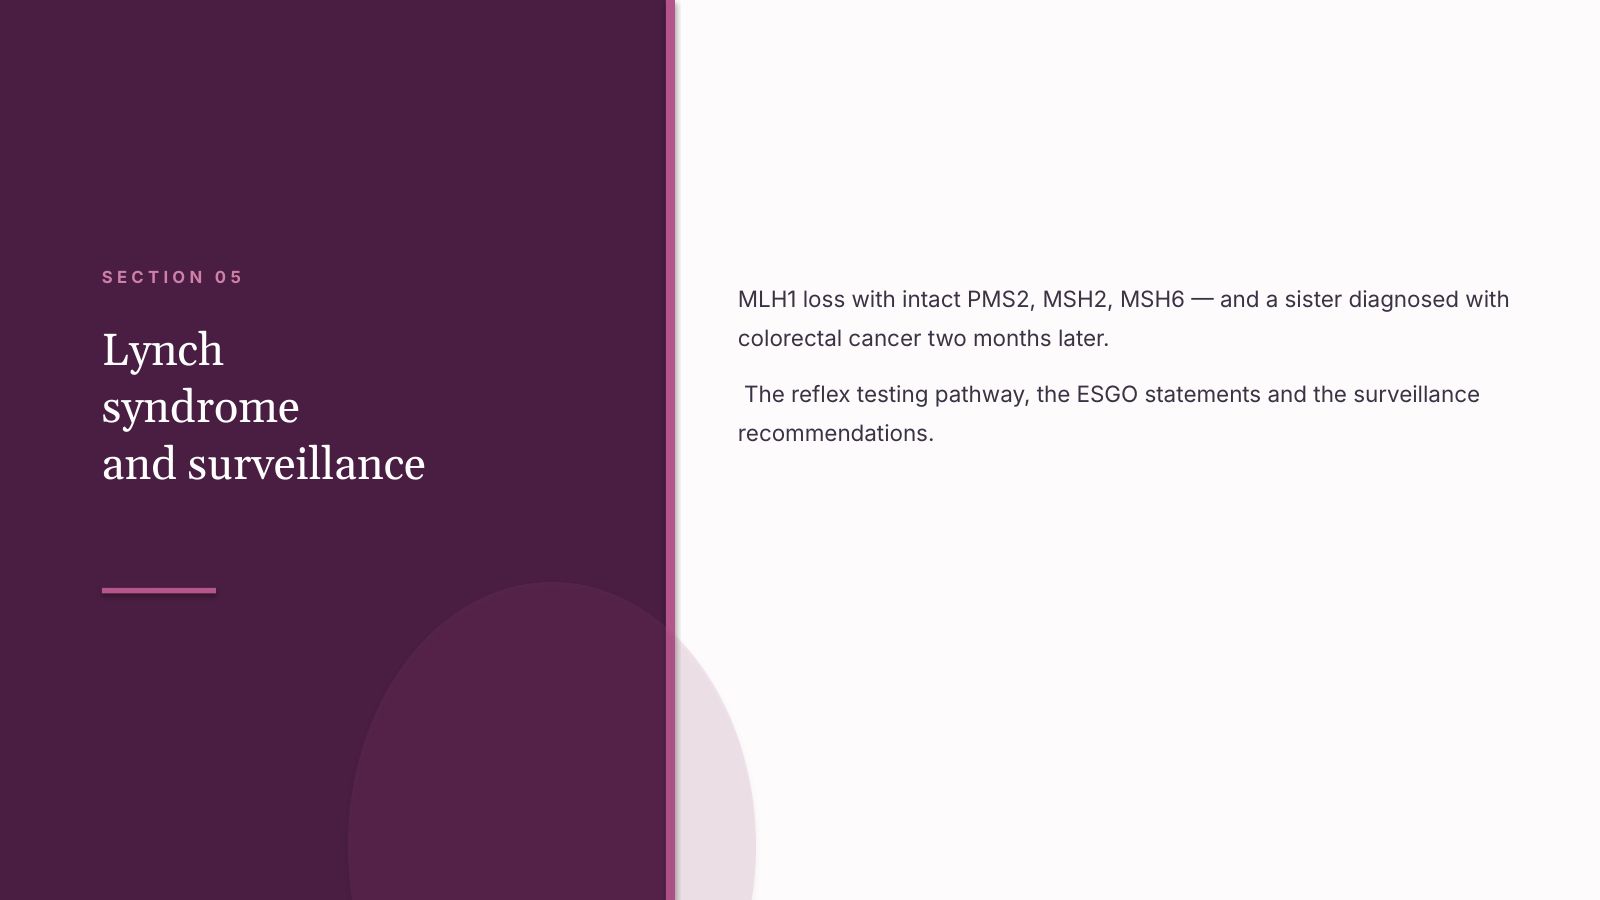 SECTION 05
Lynch
syndrome
and surveillance
MLH1 loss with intact PMS2, MSH2, MSH6 — and a sister diagnosed with
colorectal cancer two months later.
The reflex testing pathway, the ESGO statements and the surveillance
recommendations.